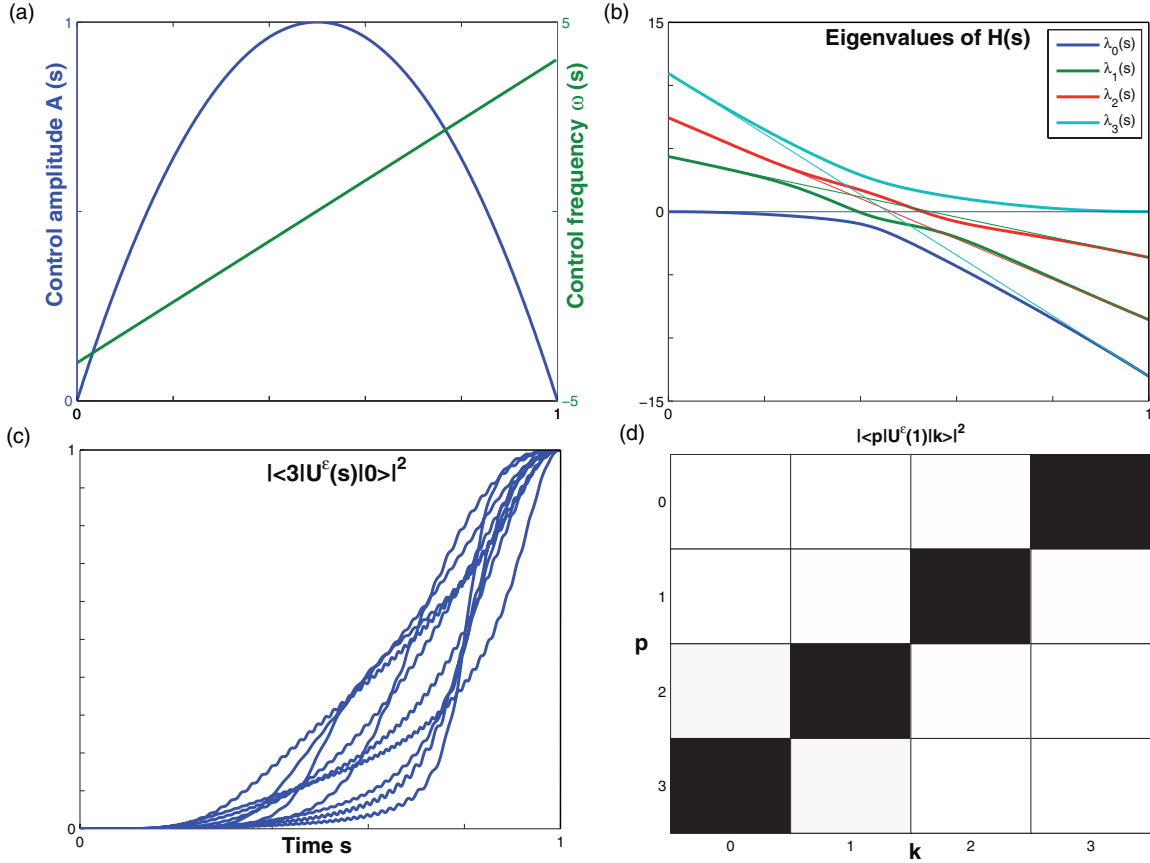 (a)
1
5
Control amplitude A (s)
Control frequency ω (s)
0
-5
0
1
(b)
15
Eigenvalues of H(s)
λ0(s)
λ1(s)
λ2(s)
λ3(s)
0
−15
0
1
(c)
1
|<3|U^ε(s)|0>|^2
0
0
Time s
1
(d)
|<p|U^ε(1)|k>|^2
0
1
p
2
3
0
1
2
3
k